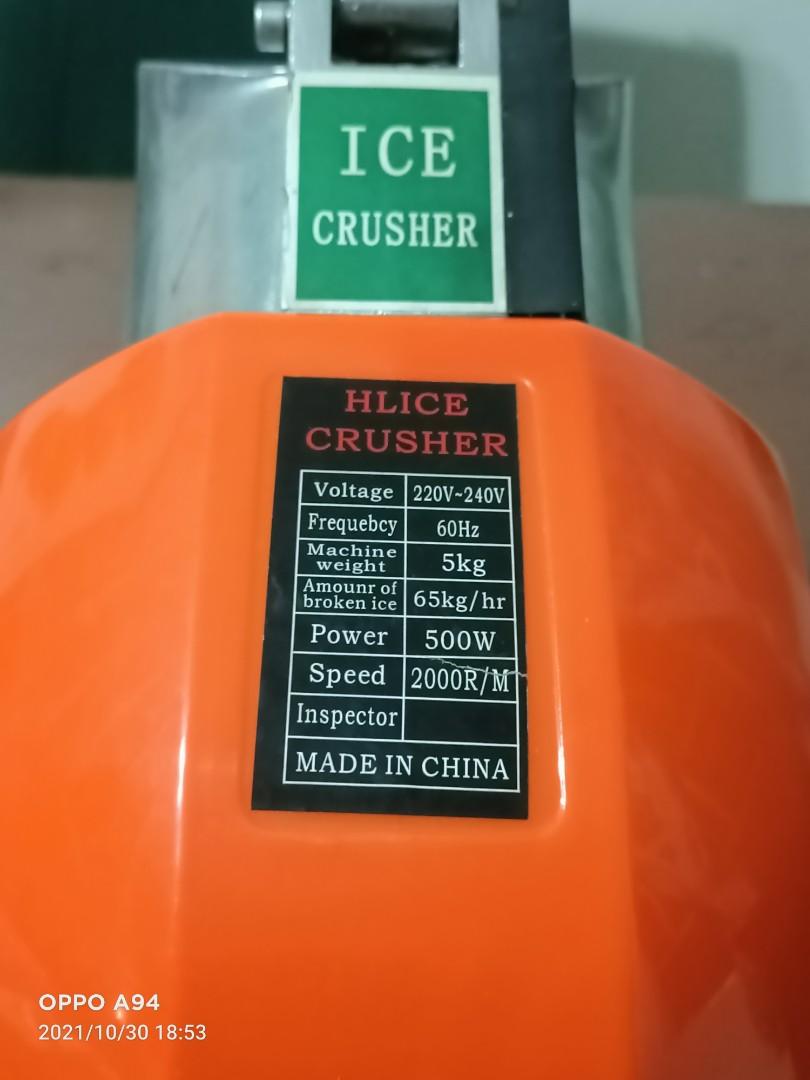 ICE
CRUSHER
HLICE
CRUSHER
Voltage 220V~240V
Frequebcy 60Hz
Machine
weight 5kg
Amounr of
broken ice 65kg/hr
Power 500W
Speed 2000R/M
Inspector
MADE IN CHINA
OPPO A94
2021/10/30 18:53